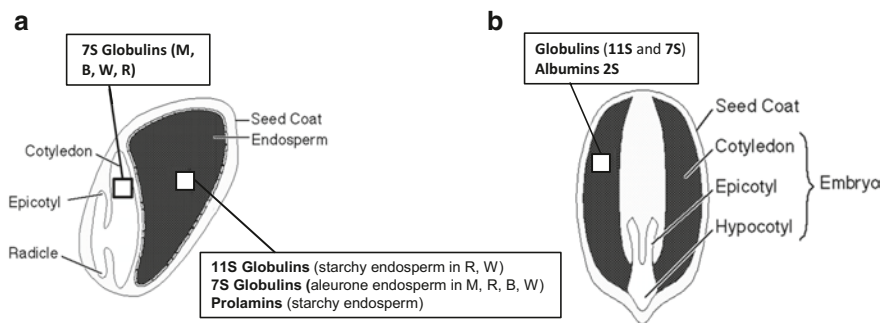 a
7S Globulins (M,
B, W, R)
Seed Coat
Endosperm
Cotyledon
Epicotyl
Radicle
11S Globulins (starchy endosperm in R, W)
7S Globulins (aleurone endosperm in M, R, B, W)
Prolamins (starchy endosperm)
b
Globulins (11S and 7S)
Albumins 2S
Seed Coat
Cotyledon
Epicotyl
Embryo
Hypocotyl